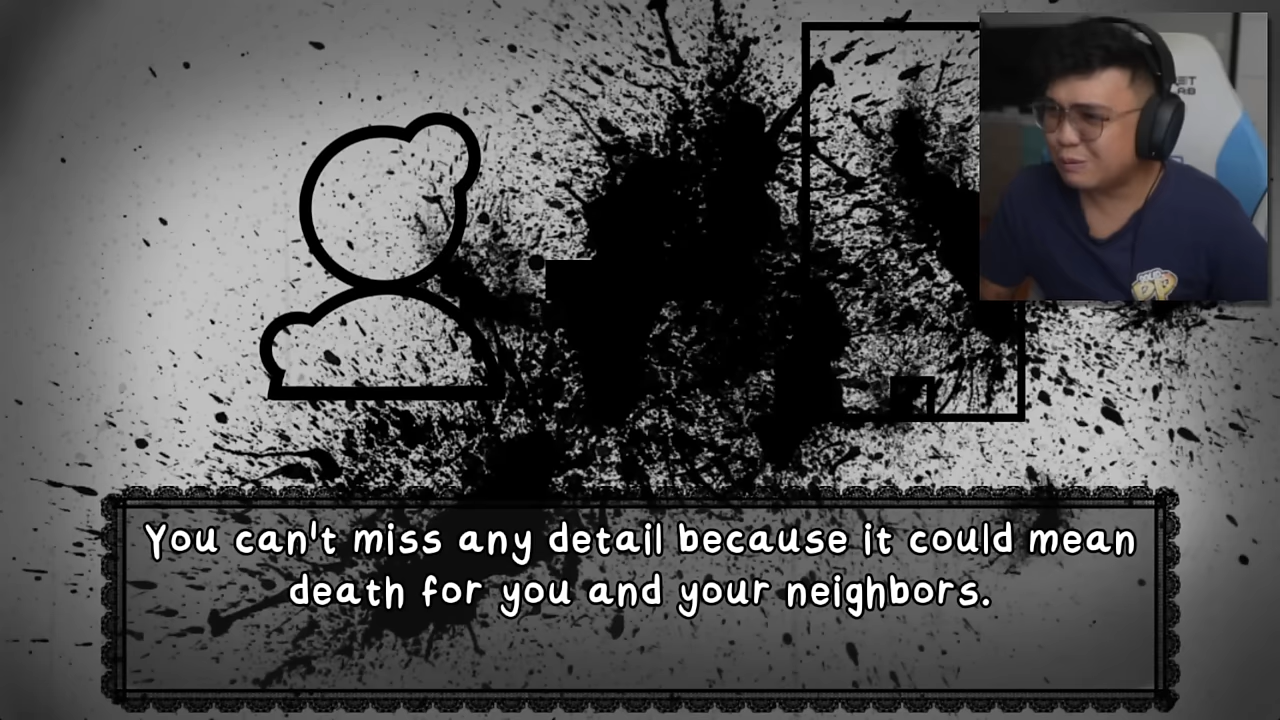 You can't miss any detail because it could mean
death for you and your neighbors.